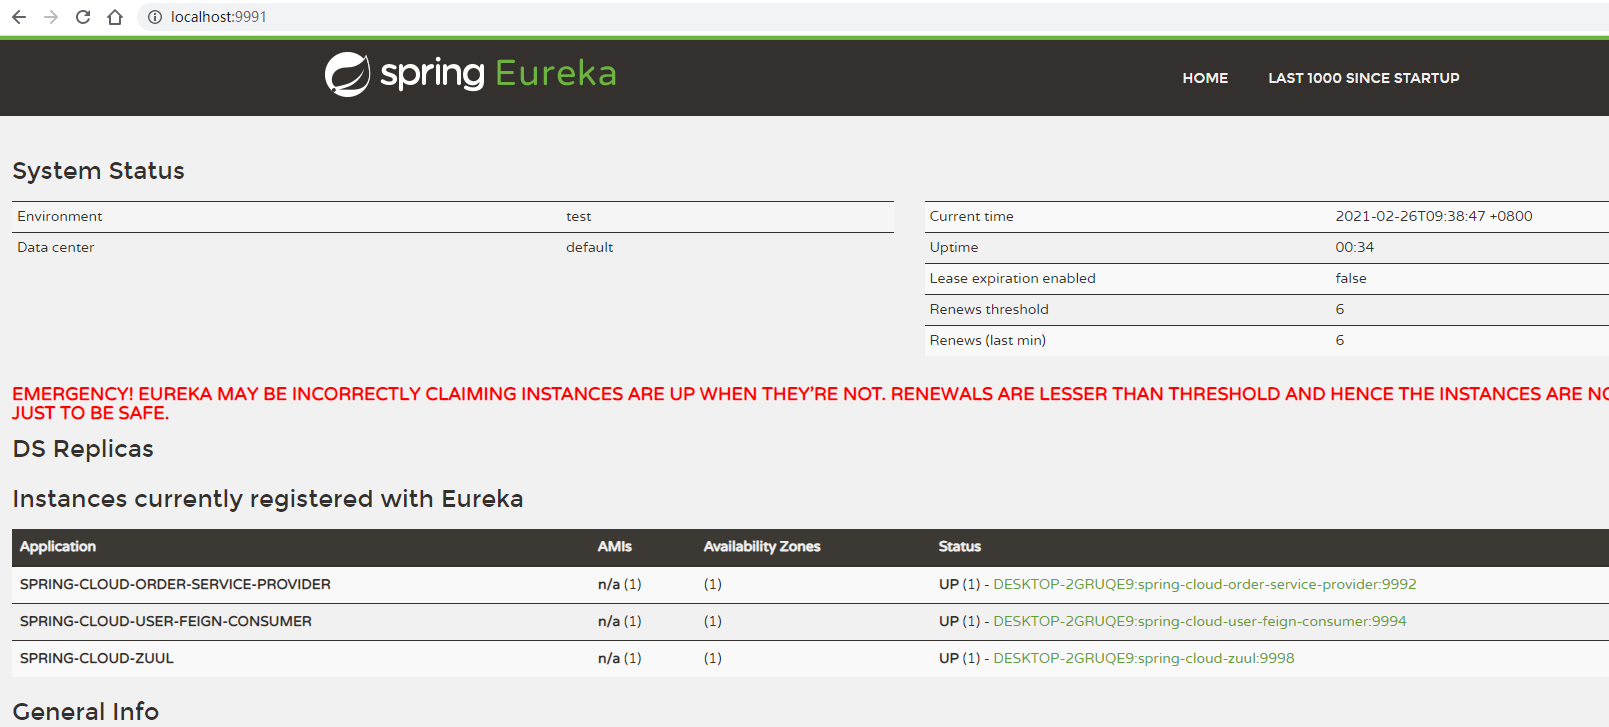 localhost:9991
spring Eureka
HOME LAST 1000 SINCE STARTUP
System Status
Environment test
Data center default
Current time 2021-02-26T09:38:47 +0800
Uptime 00:34
Lease expiration enabled false
Renews threshold 6
Renews (last min) 6
EMERGENCY! EUREKA MAY BE INCORRECTLY CLAIMING INSTANCES ARE UP WHEN THEY'RE NOT. RENEWALS ARE LESSER THAN THRESHOLD AND HENCE THE INSTANCES ARE NO
JUST TO BE SAFE.
DS Replicas
Instances currently registered with Eureka
Application AMIs Availability Zones Status
SPRING-CLOUD-ORDER-SERVICE-PROVIDER n/a (1) (1) UP (1) - DESKTOP-2GRUQE9:spring-cloud-order-service-provider:9992
SPRING-CLOUD-USER-FEIGN-CONSUMER n/a (1) (1) UP (1) - DESKTOP-2GRUQE9:spring-cloud-user-feign-consumer:9994
SPRING-CLOUD-ZUUL n/a (1) (1) UP (1) - DESKTOP-2GRUQE9:spring-cloud-zuul:9998
General Info